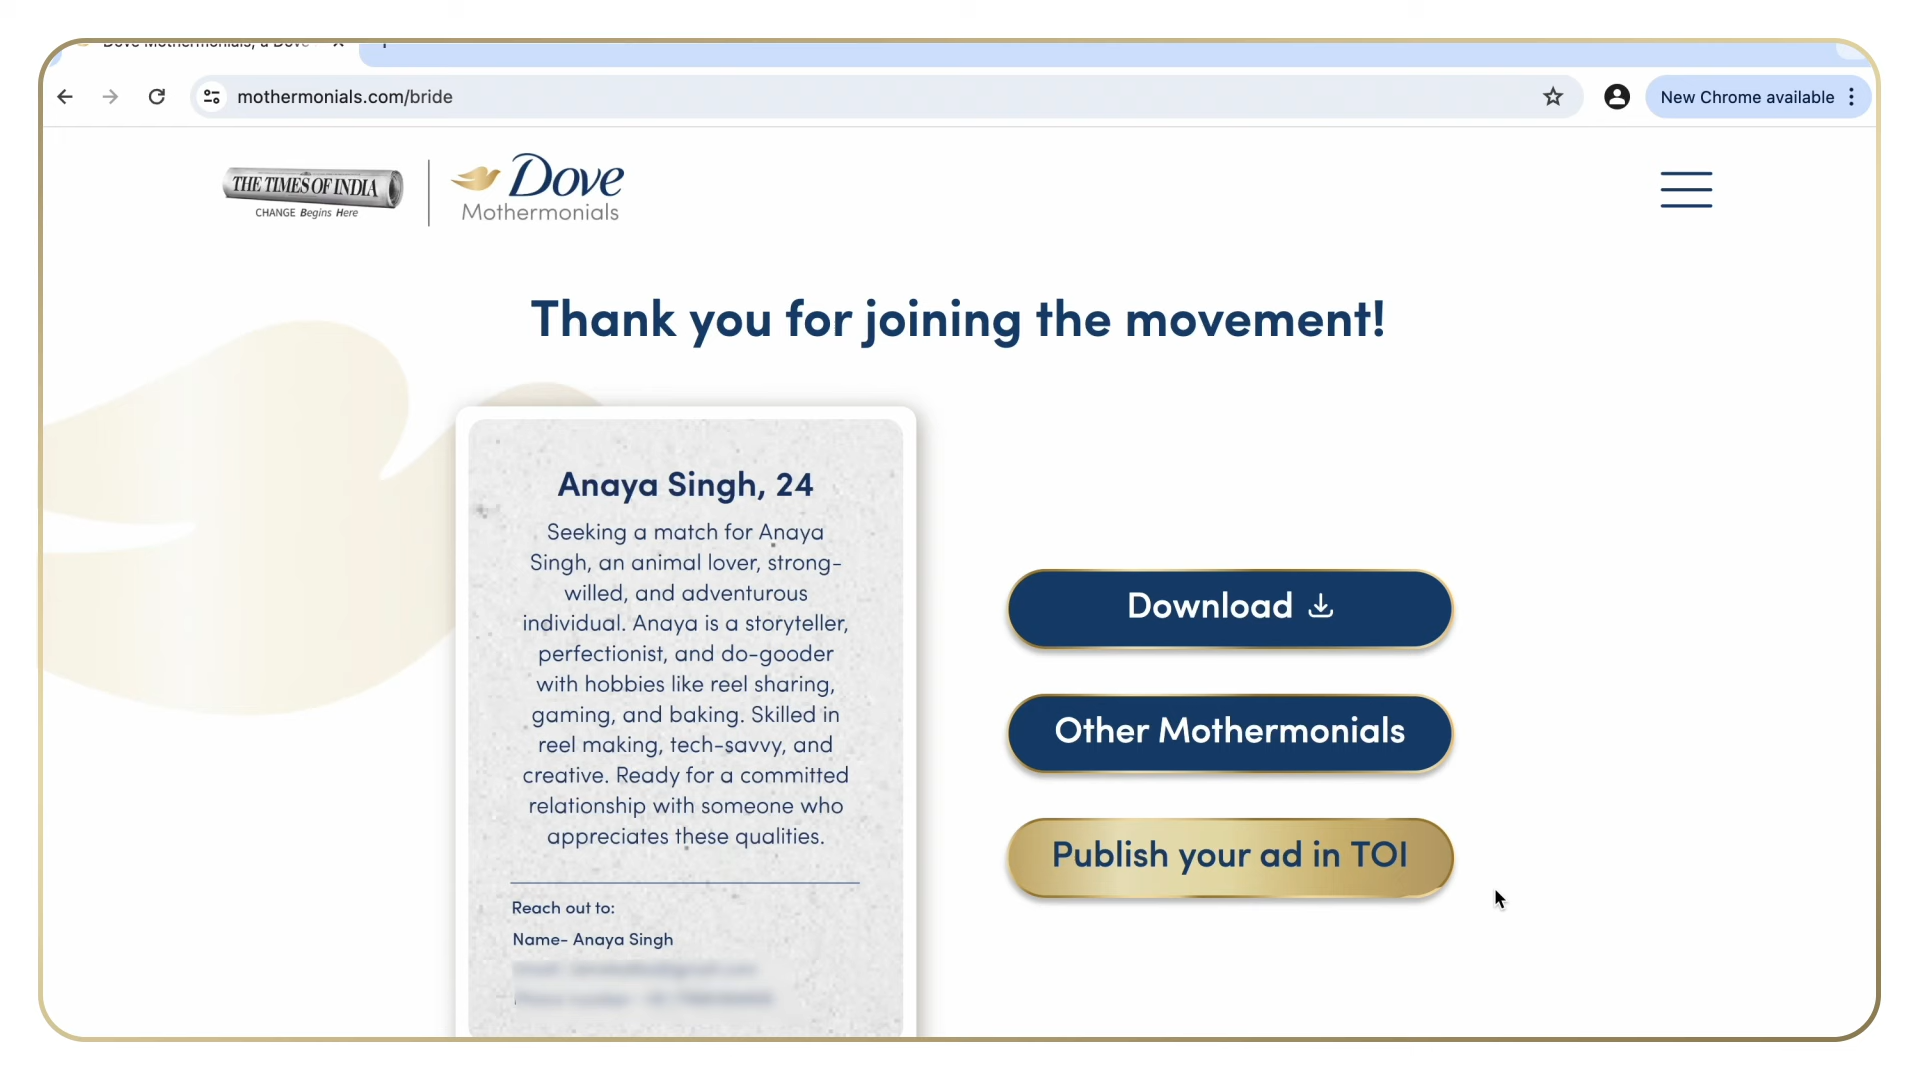 mothermonials.com/bride
New Chrome available
THE TIMES OF INDIA
CHANGE Begins Here
Dove
Mothermonials
Thank you for joining the movement!
Anaya Singh, 24
Seeking a match for Anaya
Singh, an animal lover, strong-
willed, and adventurous
individual. Anaya is a storyteller,
perfectionist, and do-gooder
with hobbies like reel sharing,
gaming, and baking. Skilled in
reel making, tech-savvy, and
creative. Ready for a committed
relationship with someone who
appreciates these qualities.
Reach out to:
Name- Anaya Singh
Download
Other Mothermonials
Publish your ad in TOI